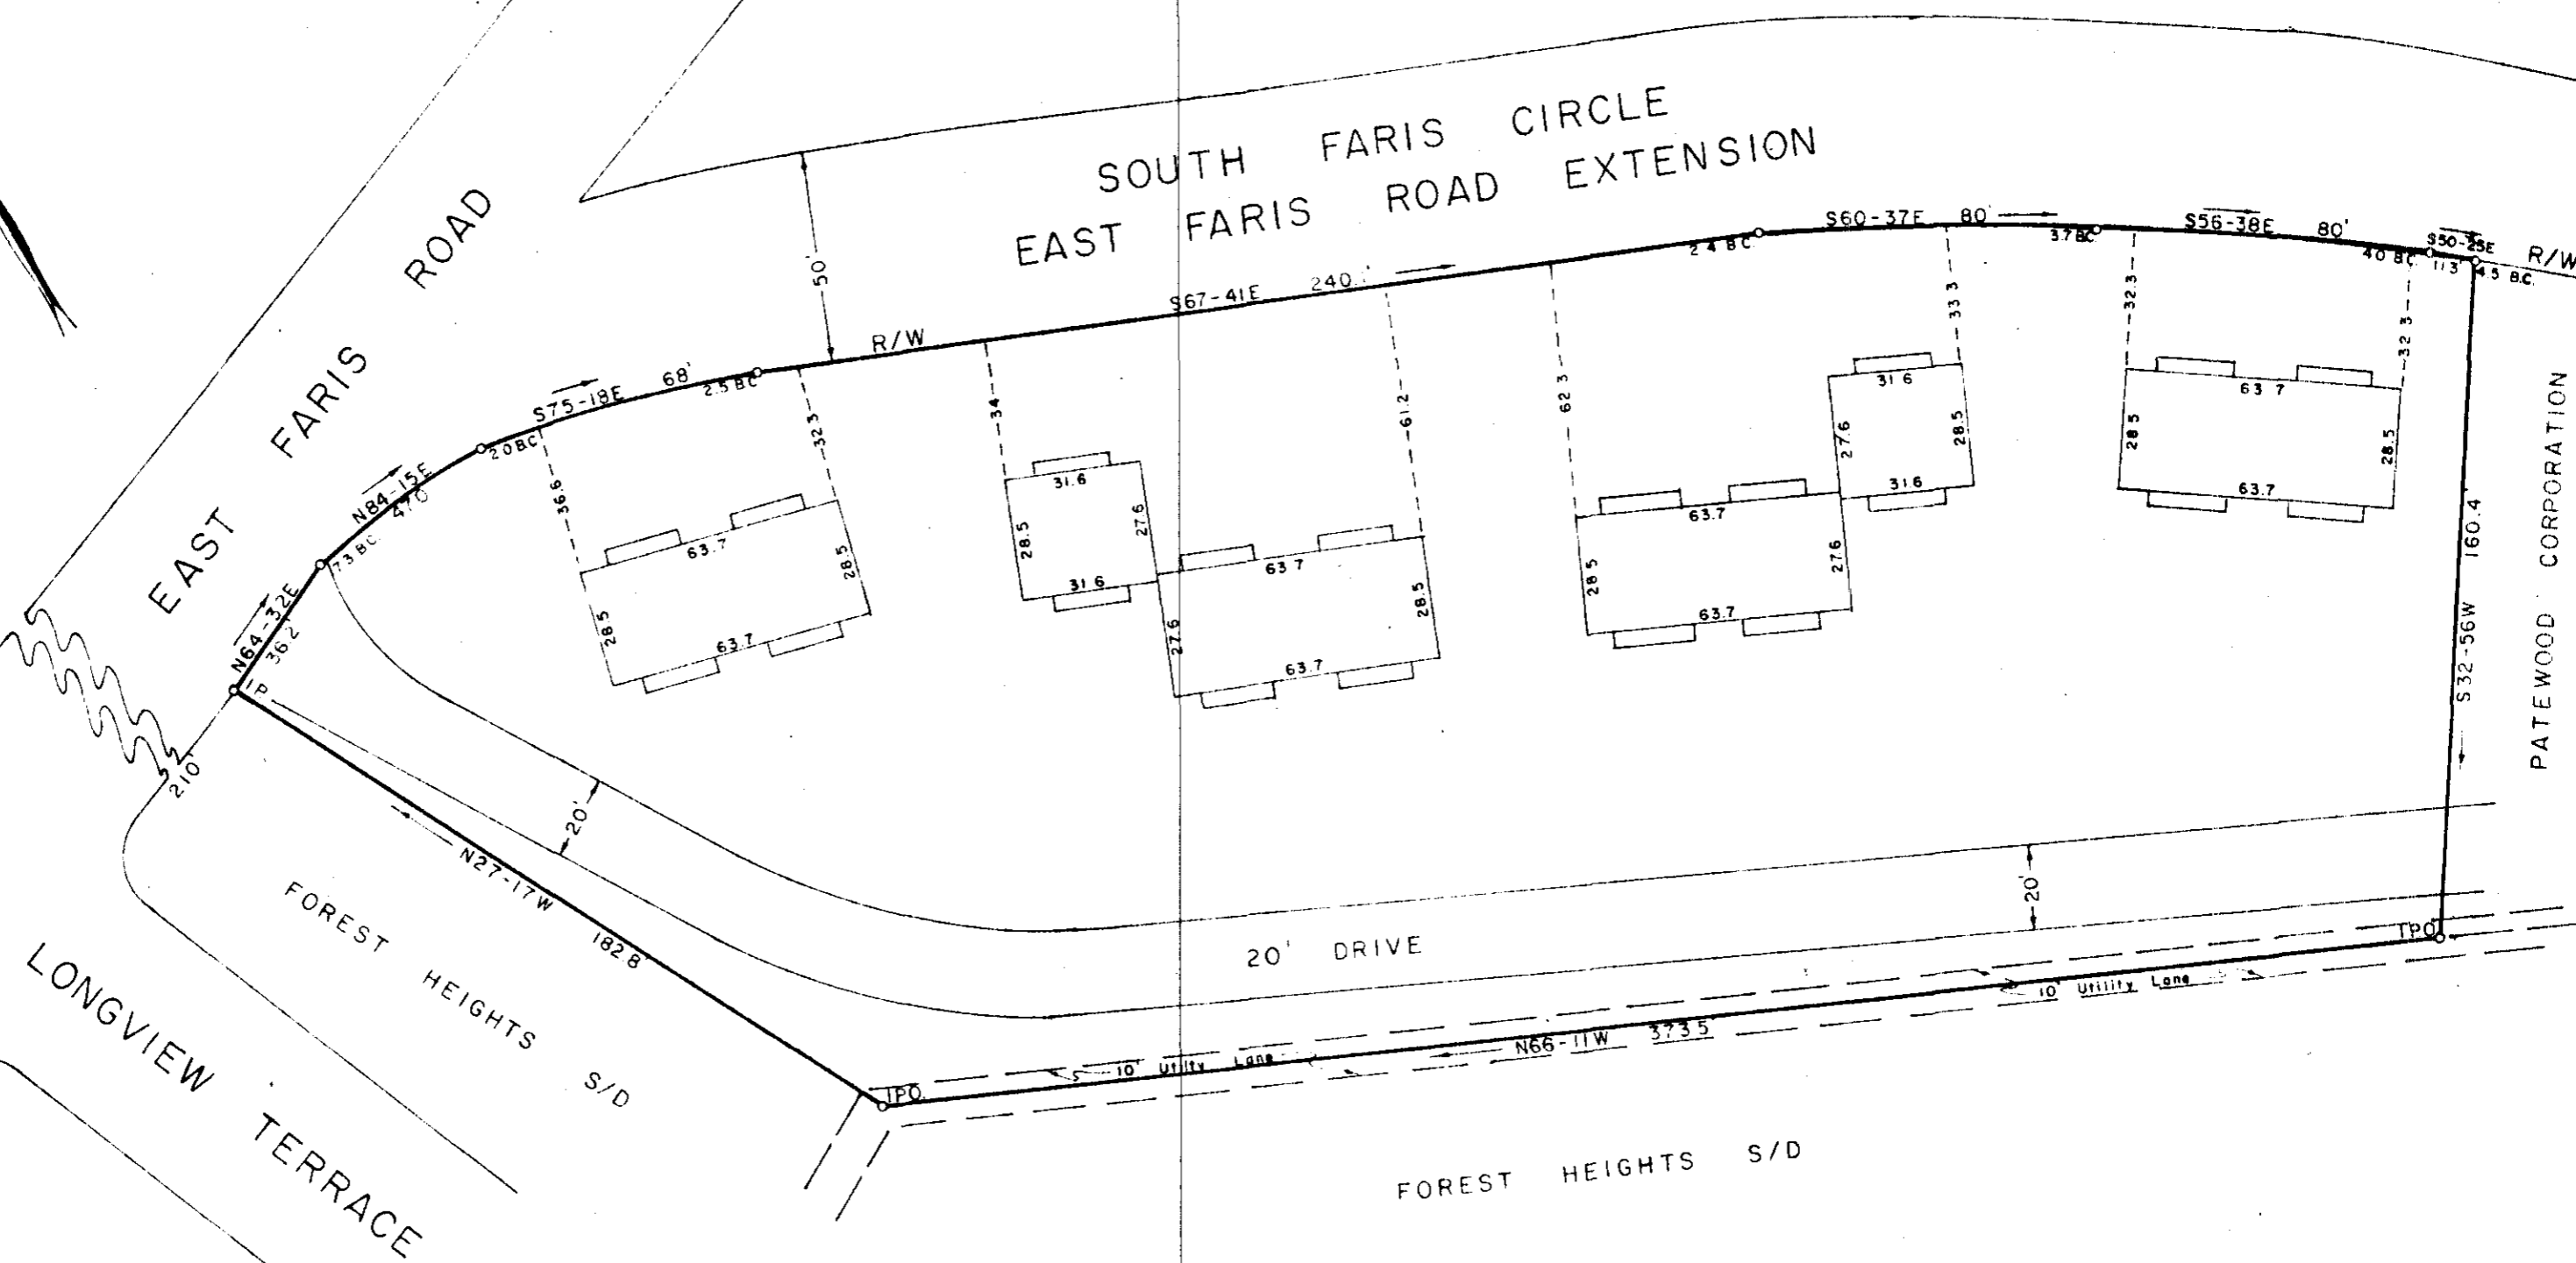 SOUTH FARIS CIRCLE
EAST FARIS ROAD EXTENSION
EAST FARIS ROAD
50'
R/W
S67-41E 240.'
2.4 BC
S60-37E 80'
3.7 BC
S56-38E 80'
4.0 BC.
S50-25E
11.3'
4.5 B.C.
R/W
S75-18E 68'
2.5 BC
2.0 BC
N84-15E
47.0
7.3 BC.
N64-32E
36.2'
I.P.
210'
36.6
32.3
63.7
28.5
28.5
63.7
34
61.2
31.6
28.5
27.6
31.6
63.7
27.6
28.5
63.7
62.3
33.3
31.6
27.6
28.5
31.6
63.7
28.5
27.6
63.7
32.3
32.3
63.7
28.5
28.5
63.7
S32-56W 160.4'
PATEWOOD CORPORATION
20'
20'
20' DRIVE
N27-17W 182.8'
FOREST HEIGHTS S/D
LONGVIEW TERRACE
I.P.O.
10' Utility Lane
N66-11W 373.5'
10' Utility Lane
I.P.O.
FOREST HEIGHTS S/D